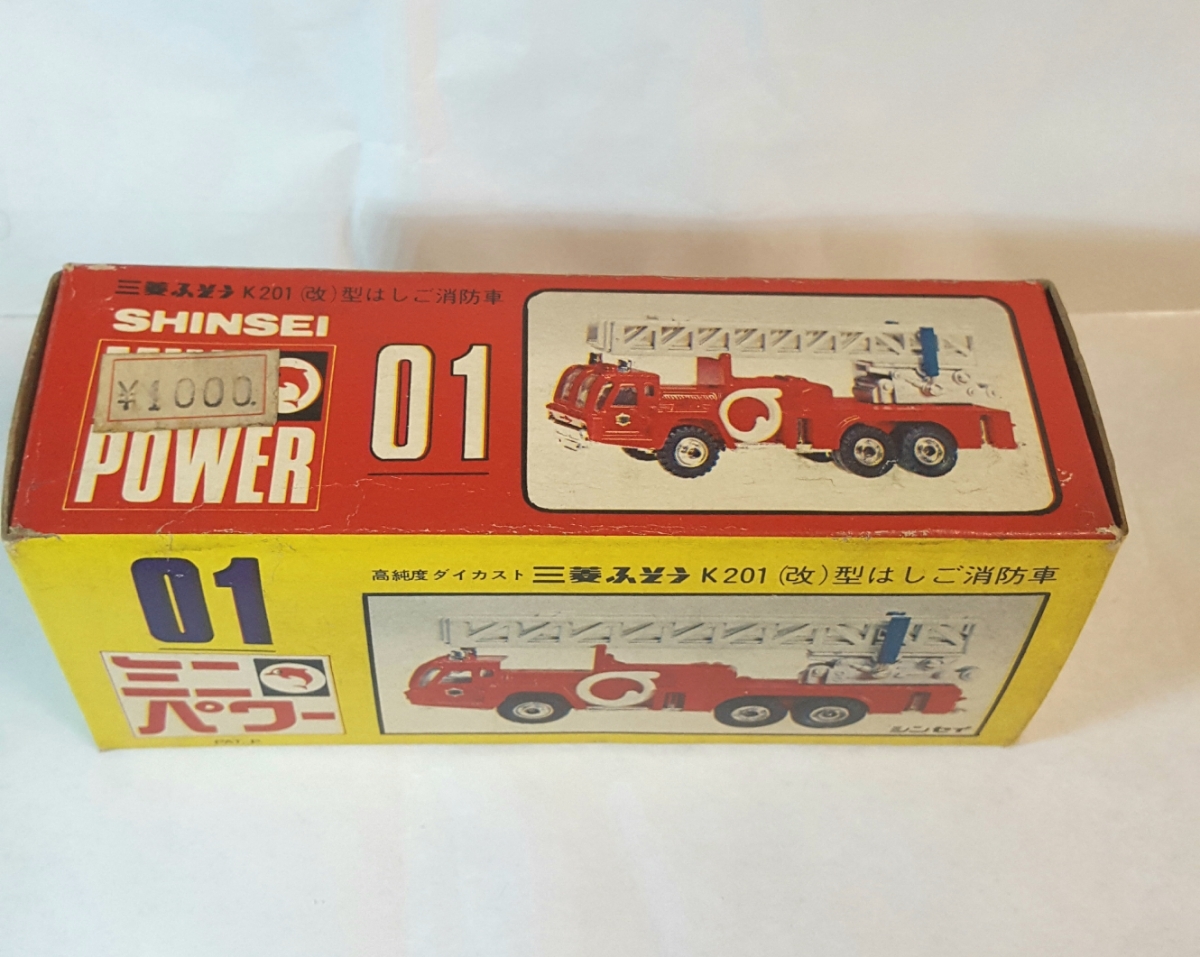 三菱ふそう K201(改)型はしご消防車
SHINSEI
¥1000.
POWER
01
01
高純度ダイカスト 三菱ふそう K201(改)型はしご消防車
ミニ
パワー
PAT.P.
シンセイ